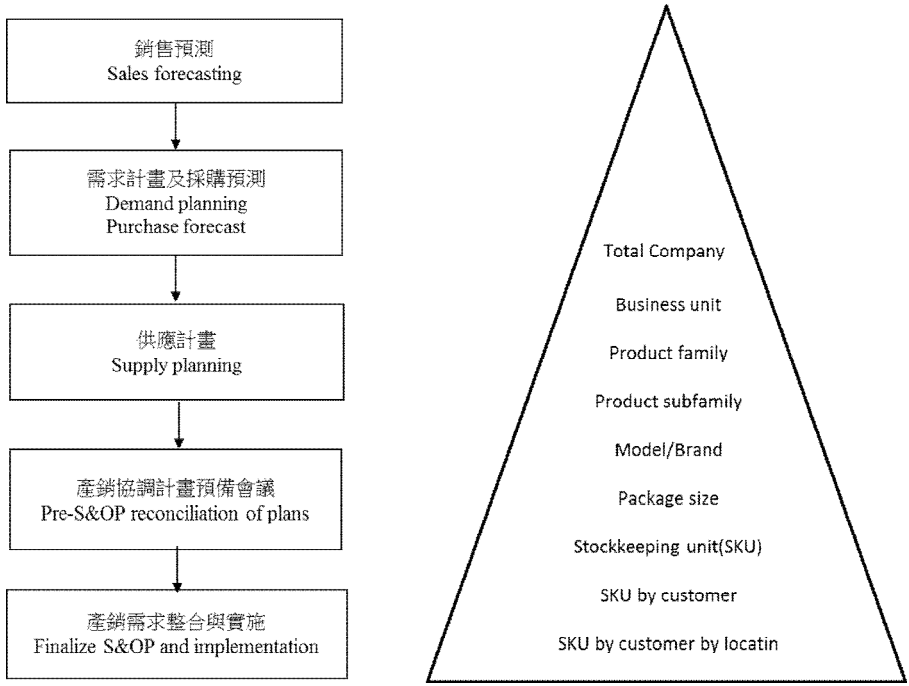 銷售預測
Sales forecasting
需求計畫及採購預測
Demand planning
Purchase forecast
供應計畫
Supply planning
產銷協調計畫預備會議
Pre-S&OP reconciliation of plans
產銷需求整合與實施
Finalize S&OP and implementation
Total Company
Business unit
Product family
Product subfamily
Model/Brand
Package size
Stockkeeping unit(SKU)
SKU by customer
SKU by customer by locatin